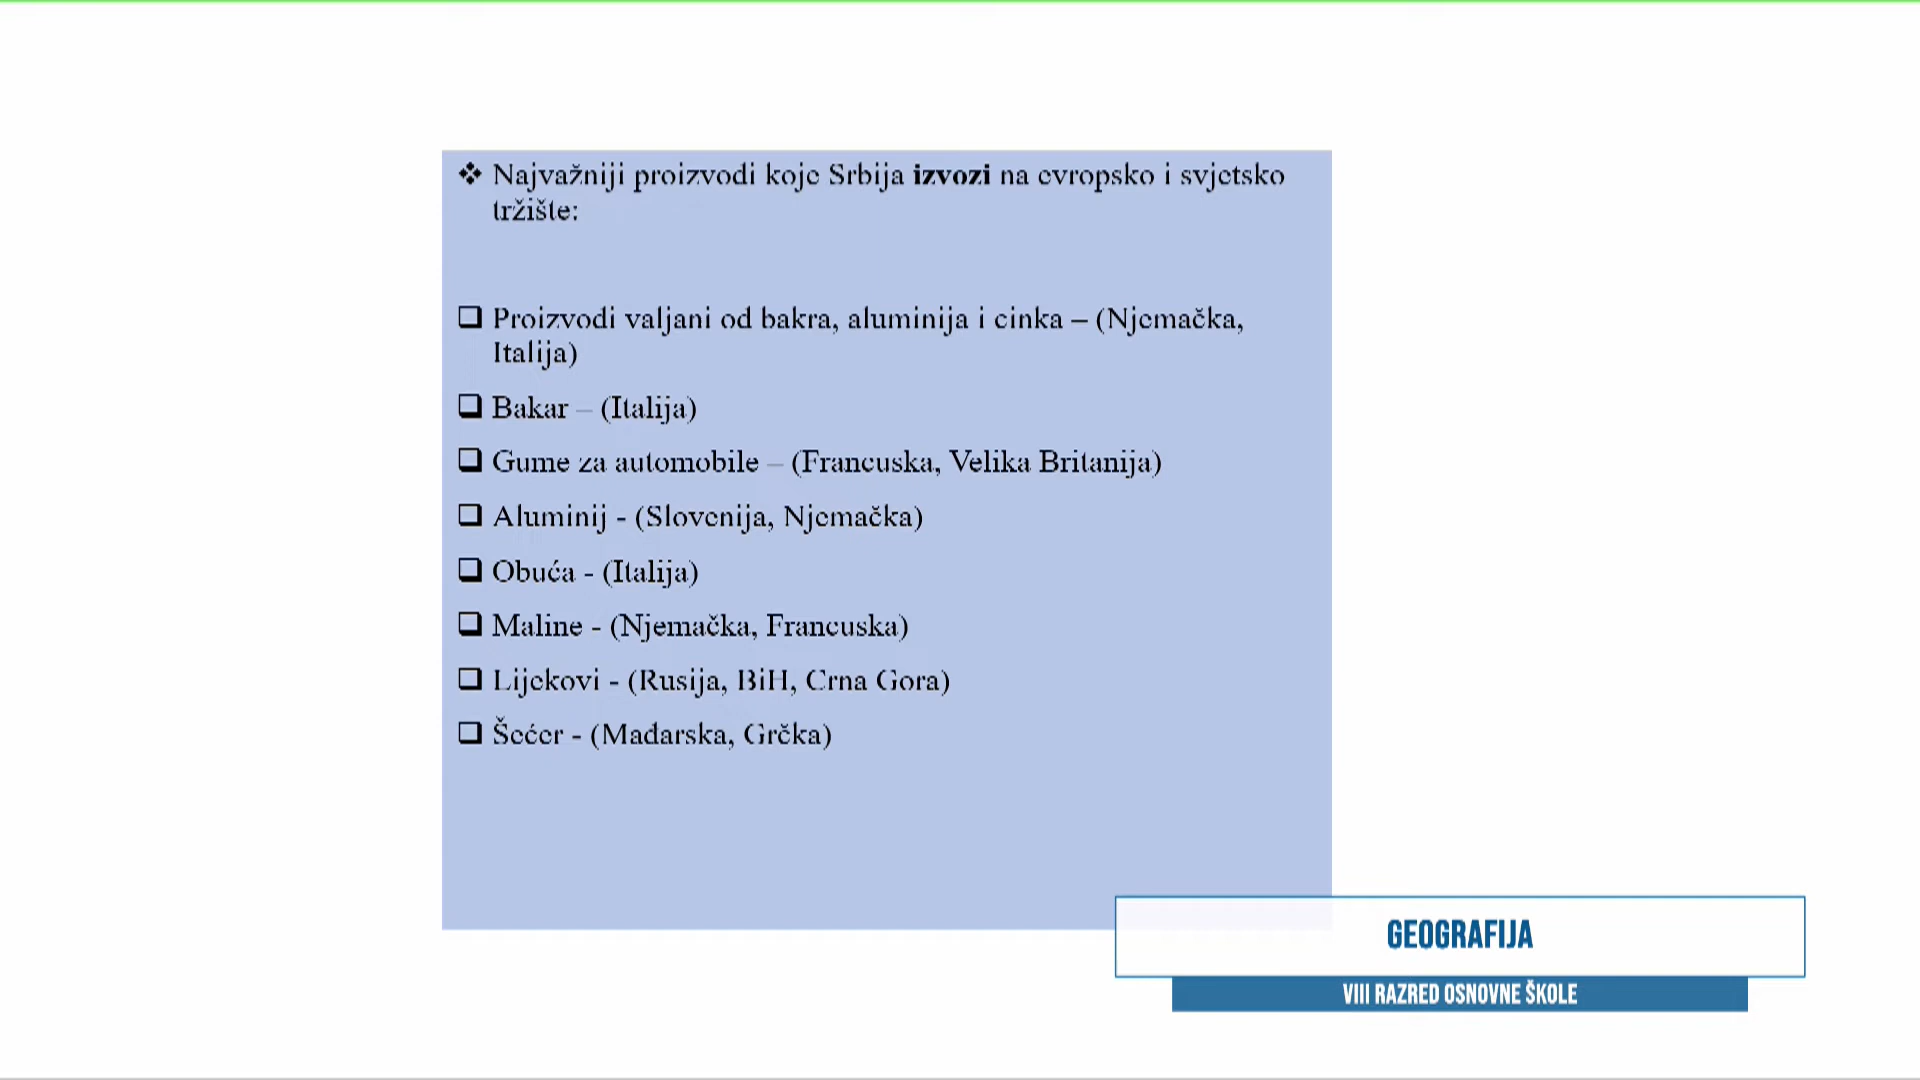 ❖ Najvažniji proizvodi koje Srbija izvozi na evropsko i svjetsko
tržište:
❑ Proizvodi valjani od bakra, aluminija i cinka – (Njemačka,
Italija)
❑ Bakar – (Italija)
❑ Gume za automobile – (Francuska, Velika Britanija)
❑ Aluminij - (Slovenija, Njemačka)
❑ Obuća - (Italija)
❑ Maline - (Njemačka, Francuska)
❑ Lijekovi - (Rusija, BiH, Crna Gora)
❑ Šećer - (Mađarska, Grčka)
GEOGRAFIJA
VIII RAZRED OSNOVNE ŠKOLE